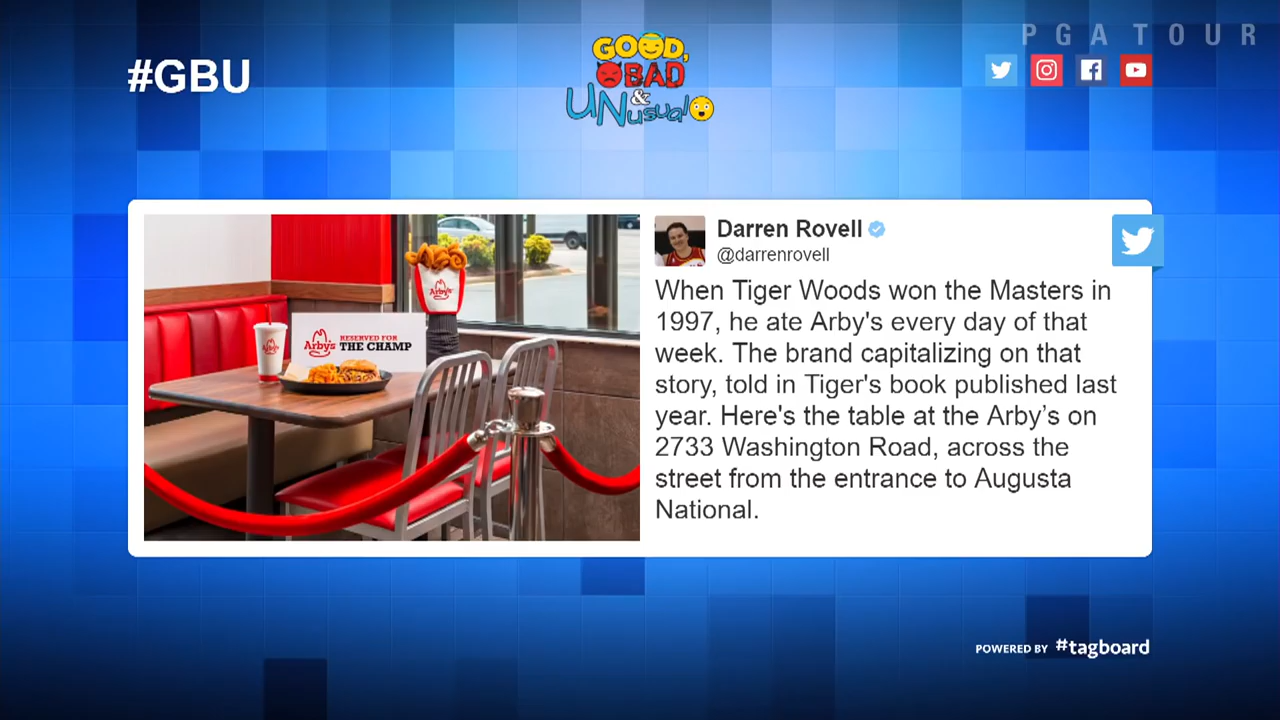 PGA TOUR
#GBU
GOOD,
BAD
&
UNusual
Darren Rovell
@darrenrovell
When Tiger Woods won the Masters in
1997, he ate Arby's every day of that
week. The brand capitalizing on that
story, told in Tiger's book published last
year. Here's the table at the Arby’s on
2733 Washington Road, across the
street from the entrance to Augusta
National.
Arby's
Arby's
Arby's
RESERVED FOR
THE CHAMP
POWERED BY #tagboard